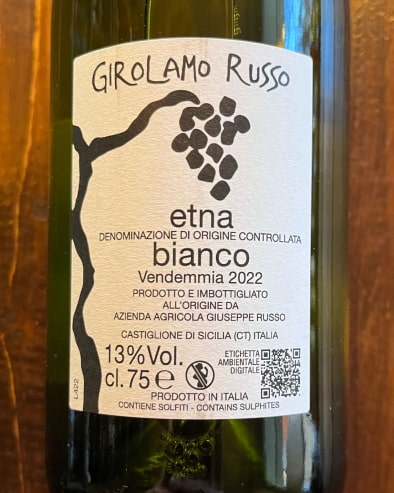 GIROLAMO RUSSO
etna
DENOMINAZIONE DI ORIGINE CONTROLLATA
bianco
Vendemmia 2022
PRODOTTO E IMBOTTIGLIATO
ALL'ORIGINE DA
AZIENDA AGRICOLA GIUSEPPE RUSSO
CASTIGLIONE DI SICILIA (CT) ITALIA
13%Vol.
cl.75 e
ETICHETTA
AMBIENTALE
DIGITALE
PRODOTTO IN ITALIA
CONTIENE SOLFITI - CONTAINS SULPHITES
L.422